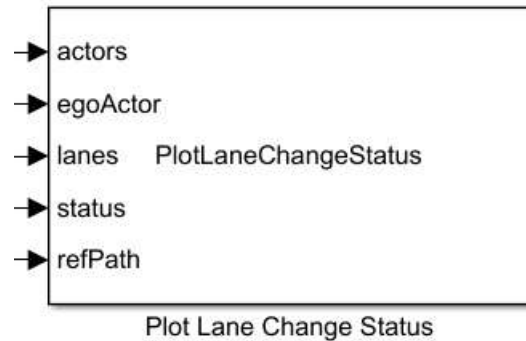 actors
egoActor
lanes PlotLaneChangeStatus
status
refPath
Plot Lane Change Status